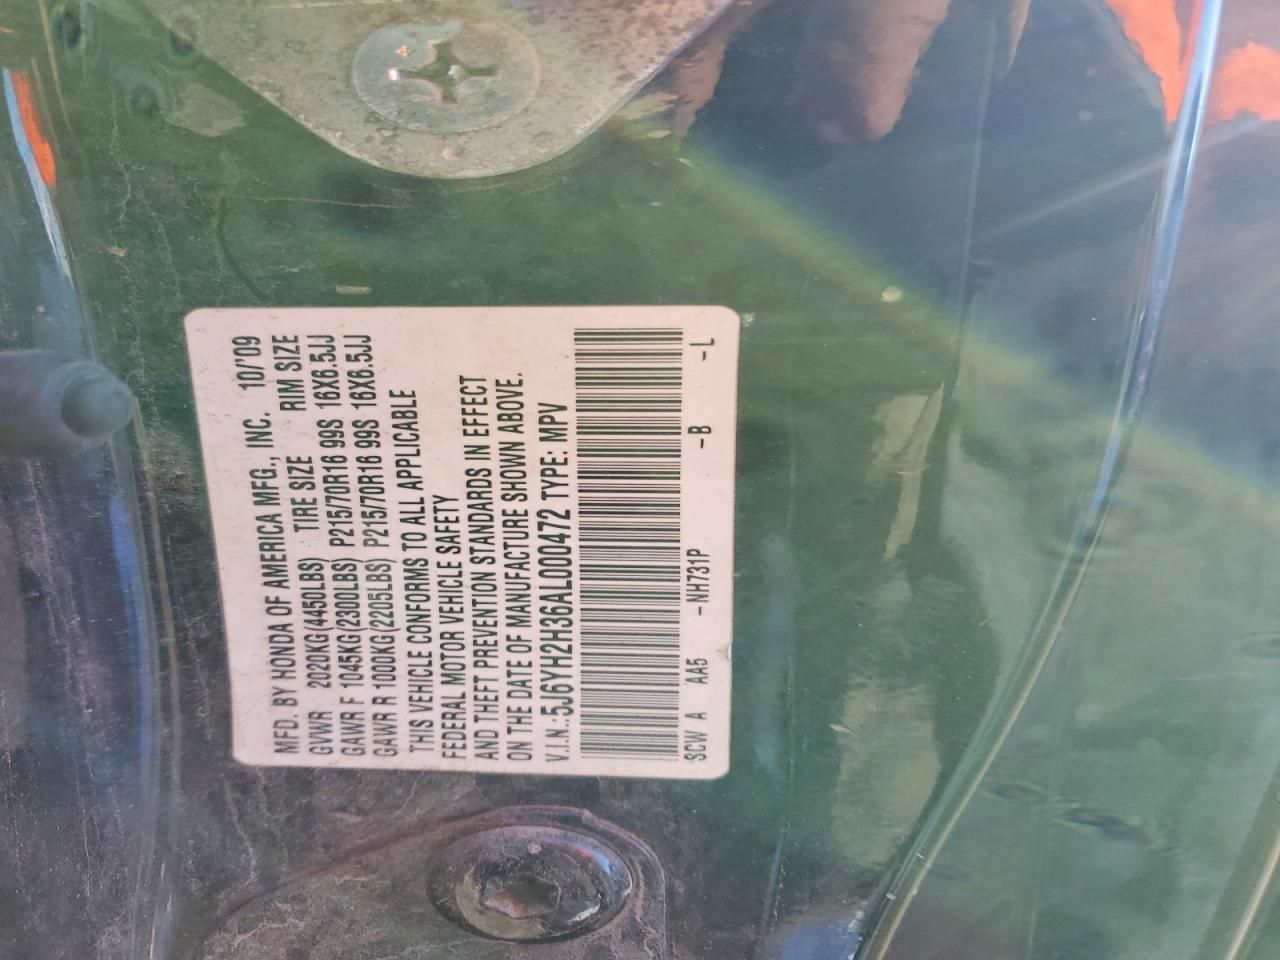 MFD. BY HONDA OF AMERICA MFG., INC. 10/'09
GVWR 2020KG(4450LBS) TIRE SIZE RIM SIZE
GAWR F 1045KG(2300LBS) P215/70R16 99S 16X6.5JJ
GAWR R 1000KG(2205LBS) P215/70R16 99S 16X6.5JJ
THIS VEHICLE CONFORMS TO ALL APPLICABLE
FEDERAL MOTOR VEHICLE SAFETY
AND THEFT PREVENTION STANDARDS IN EFFECT
ON THE DATE OF MANUFACTURE SHOWN ABOVE.
V.I.N.:5J6YH2H36AL000472 TYPE: MPV
SCW A AA5 -NH731P -B -L